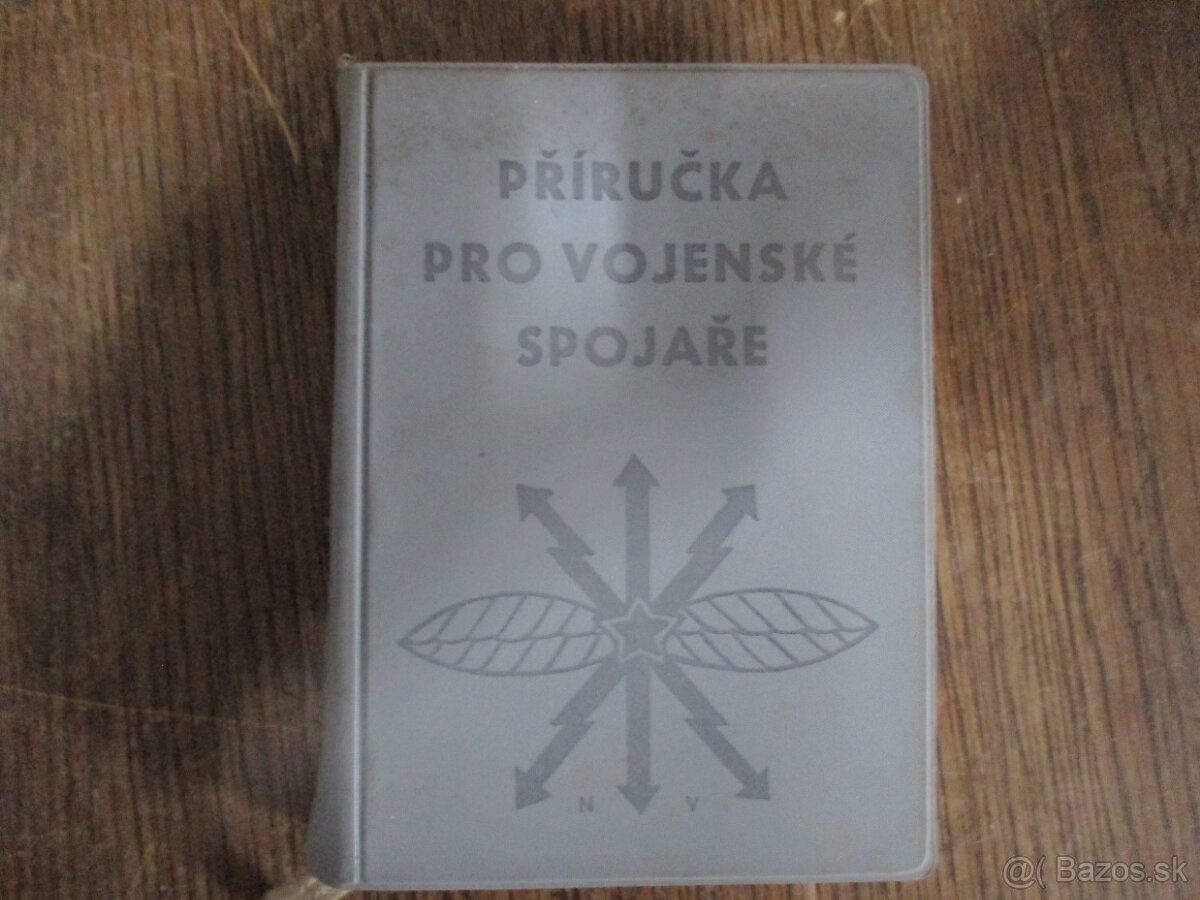 PŘÍRUČKA
PRO VOJENSKÉ
SPOJAŘE
N V
@( Bazos.sk